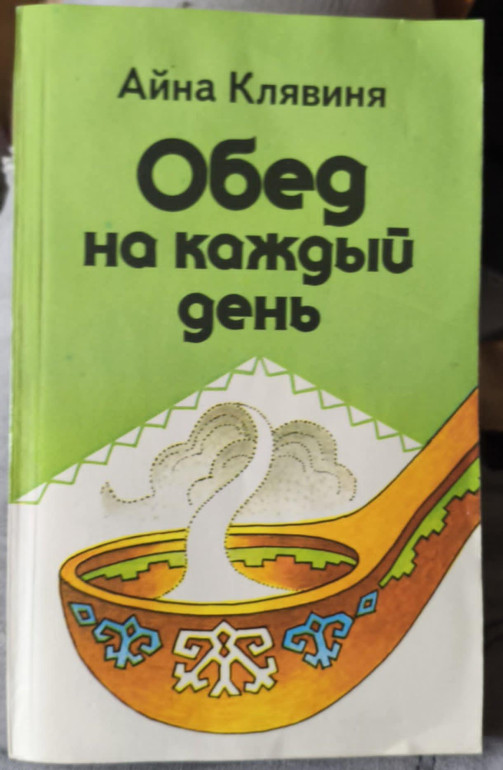 Айна Клявиня
Обед
на каждый
день